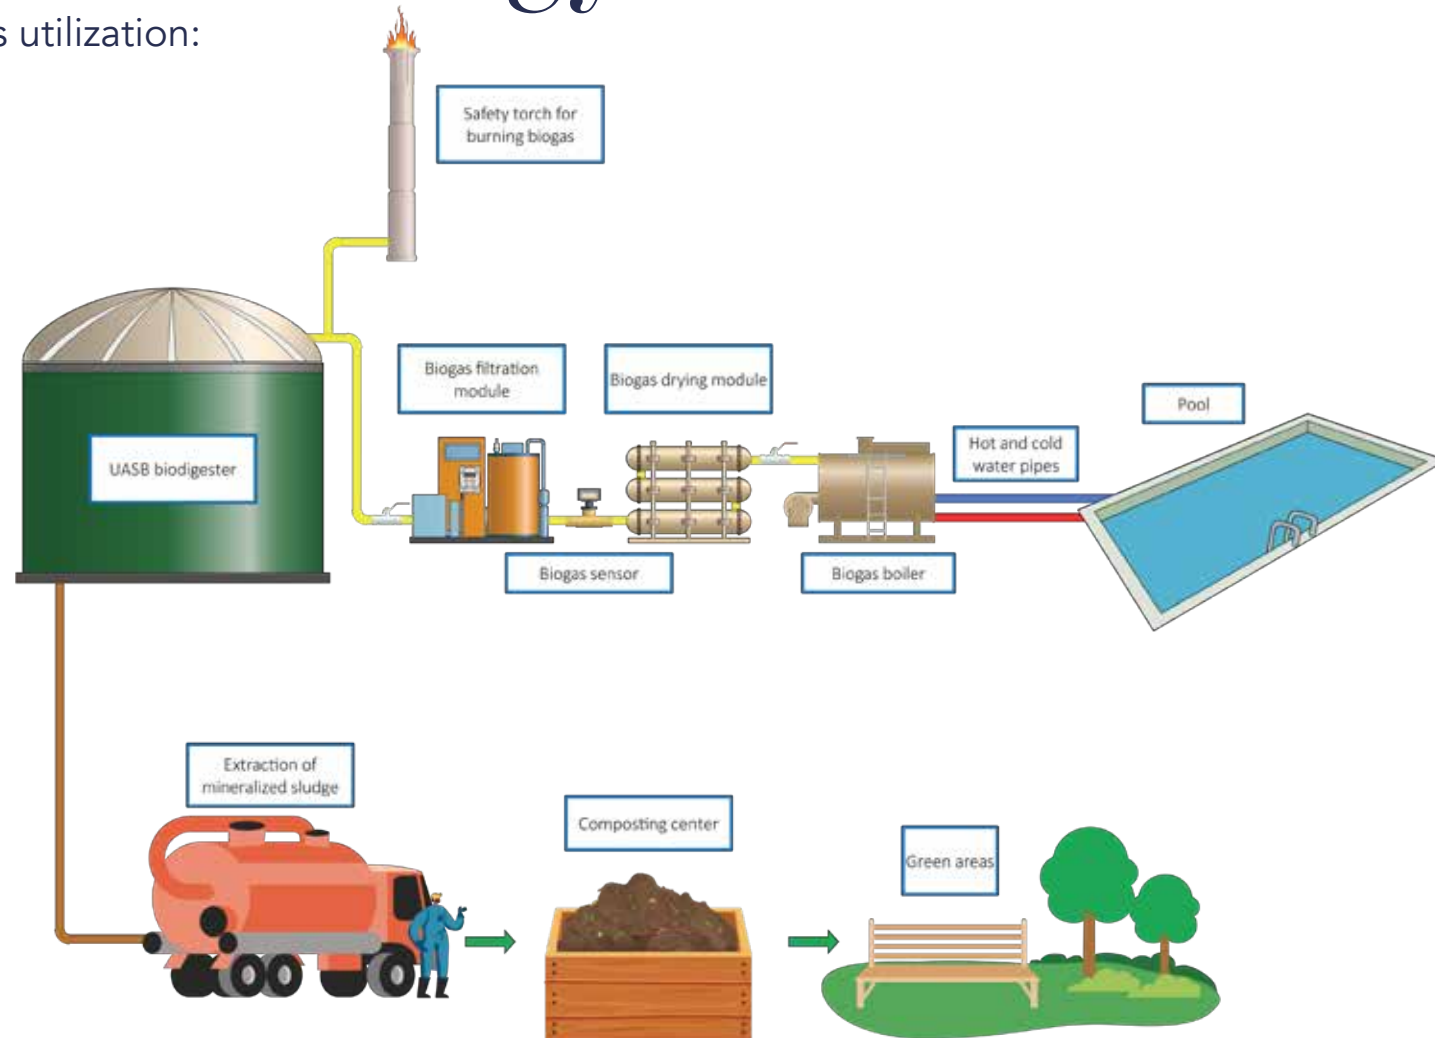 s utilization:
Safety torch for
burning biogas
Biogas filtration
module
Biogas drying module
Pool
Hot and cold
water pipes
UASB biodigester
Biogas sensor
Biogas boiler
Extraction of
mineralized sludge
Composting center
Green areas